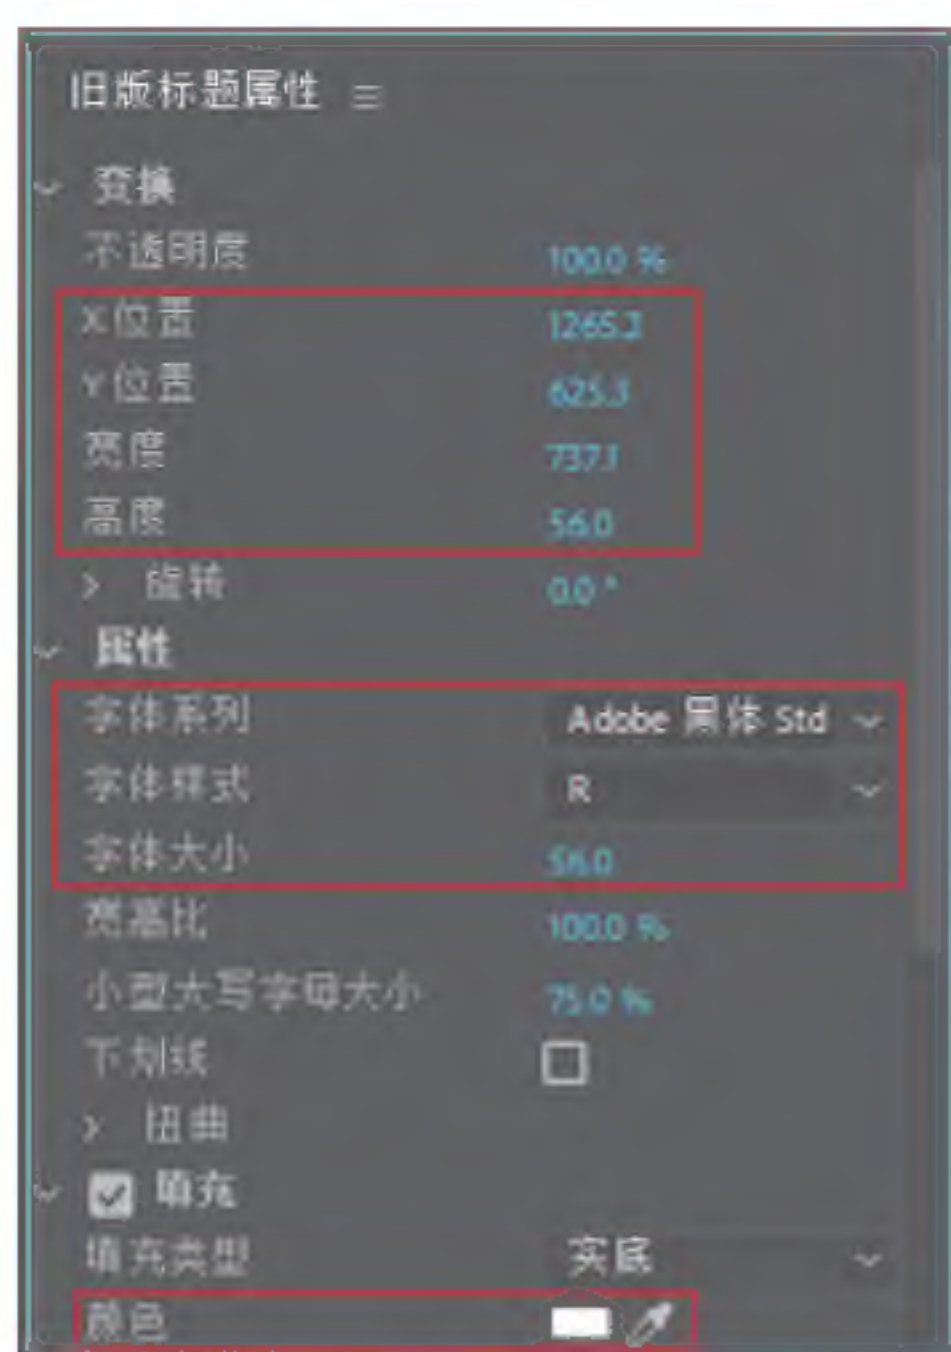 旧版标题属性
变换
不透明度 100.0 %
X位置 1265.2
Y位置 625.3
宽度 737.1
高度 56.0
旋转 0.0 °
属性
字体系列 Adobe 黑体 Std
字体样式 R
字体大小 56.0
宽高比 100.0 %
小型大写字母大小 75.0 %
下划线
扭曲
填充
填充类型 实底
颜色